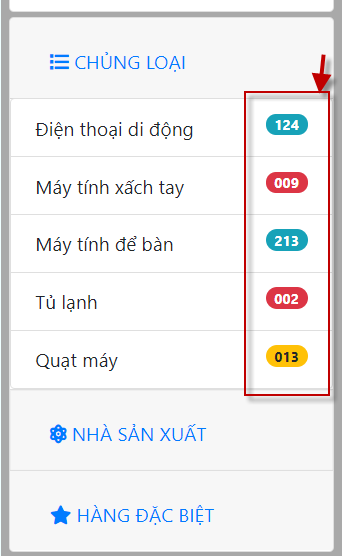 CHỦNG LOẠI
Điện thoại di động 124
Máy tính xách tay 009
Máy tính để bàn 213
Tủ lạnh 002
Quạt máy 013
NHÀ SẢN XUẤT
HÀNG ĐẶC BIỆT